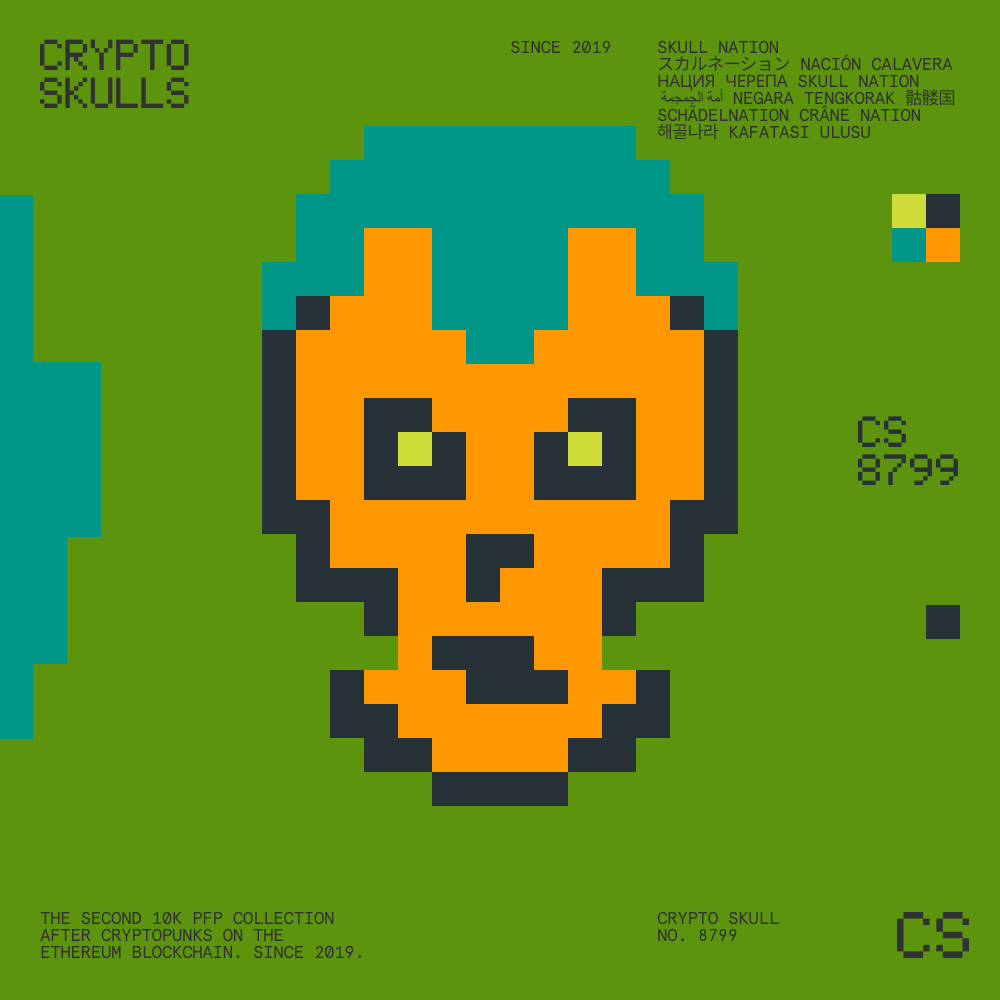 CRYPTO
SKULLS
SINCE 2019
SKULL NATION
スカルネーション NACIÓN CALAVERA
НАЦИЯ ЧЕРЕПА SKULL NATION
أمة الجمجمة NEGARA TENGKORAK 骷髅国
SCHÄDELNATION CRÂNE NATION
해골나라 KAFATASI ULUSU
CS
8799
THE SECOND 10K PFP COLLECTION
AFTER CRYPTOPUNKS ON THE
ETHEREUM BLOCKCHAIN. SINCE 2019.
CRYPTO SKULL
NO. 8799
CS